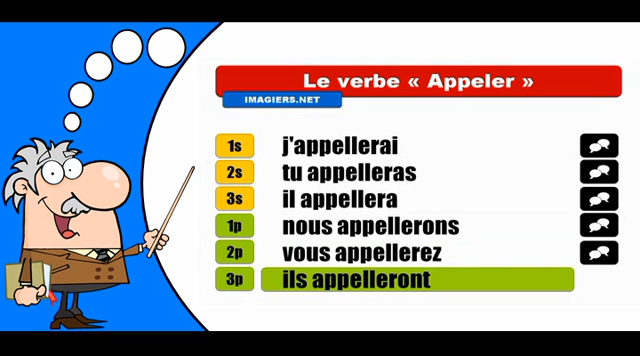 Le verbe « Appeler »
IMAGIERS.NET
1s j'appellerai
2s tu appelleras
3s il appellera
1p nous appellerons
2p vous appellerez
3p ils appelleront